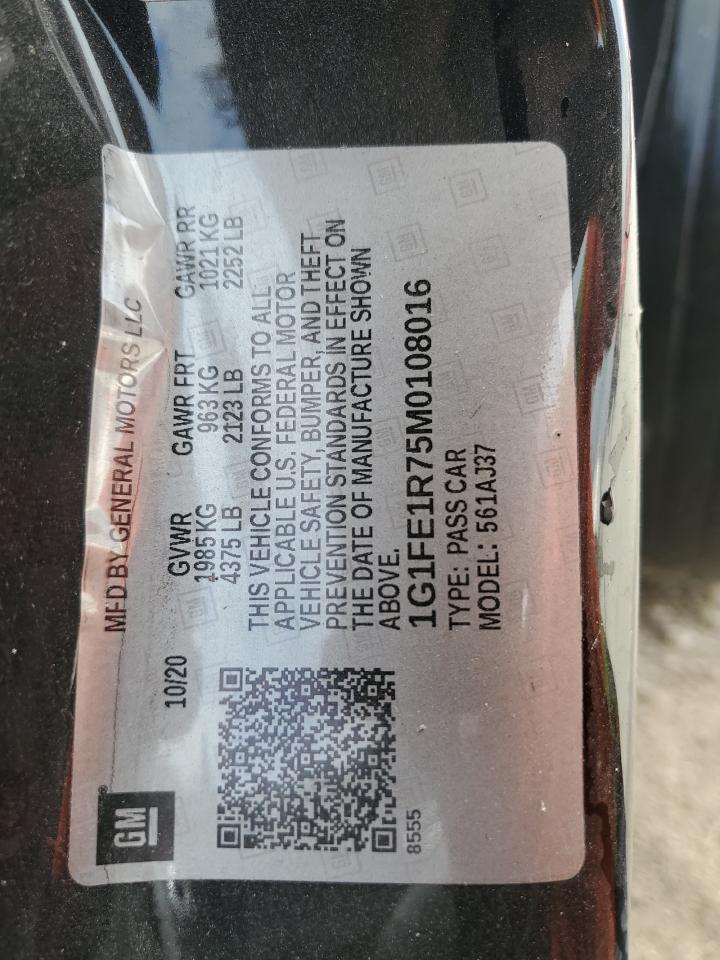 MFD BY GENERAL MOTORS LLC
10/20 GVWR GAWR FRT GAWR RR
1985 KG 963 KG 1021 KG
4375 LB 2123 LB 2252 LB
THIS VEHICLE CONFORMS TO ALL
APPLICABLE U.S. FEDERAL MOTOR
VEHICLE SAFETY, BUMPER, AND THEFT
PREVENTION STANDARDS IN EFFECT ON
THE DATE OF MANUFACTURE SHOWN
ABOVE.
1G1FE1R75M0108016
TYPE: PASS CAR
MODEL: 561AJ37
GM®
8555